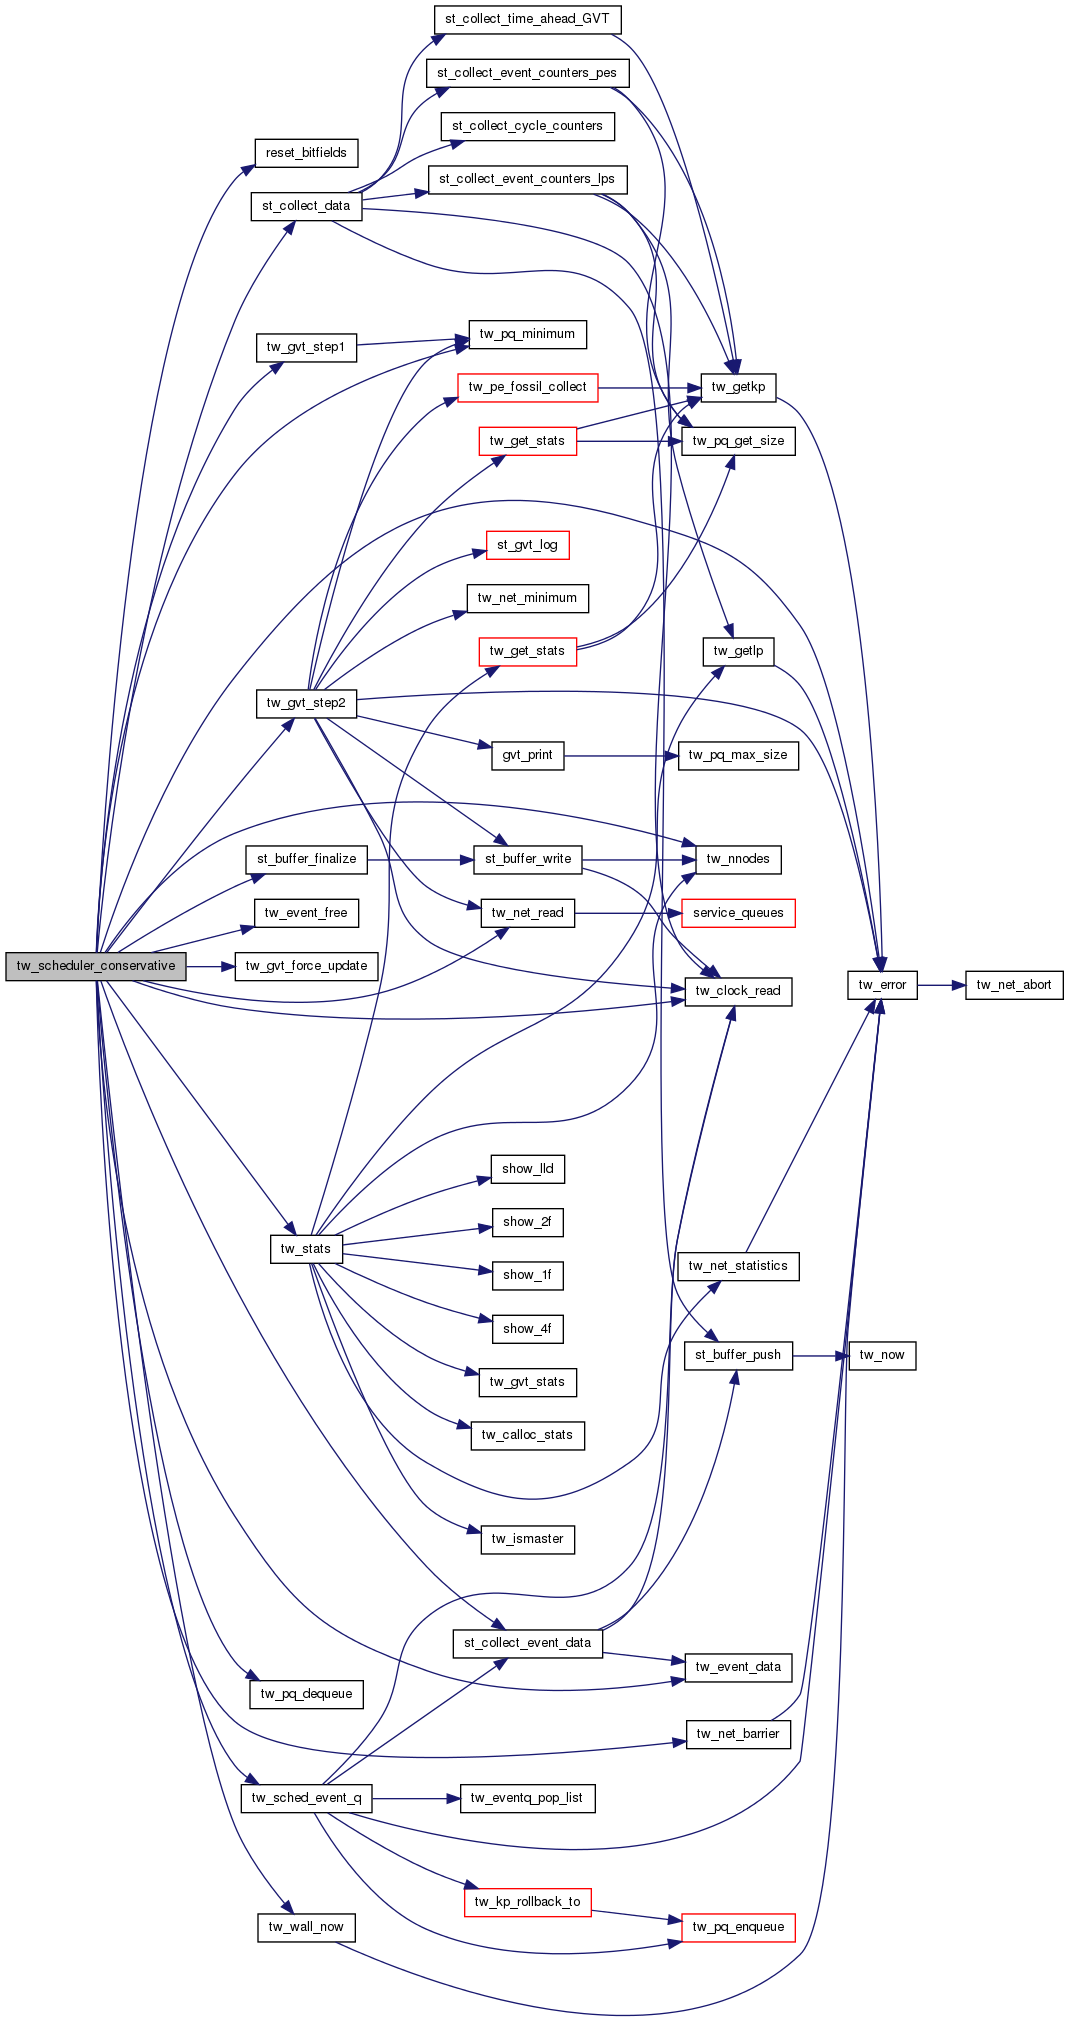 st_collect_time_ahead_GVT
st_collect_event_counters_pes
st_collect_cycle_counters
reset_bitfields
st_collect_event_counters_lps
st_collect_data
tw_pq_minimum
tw_gvt_step1
tw_pe_fossil_collect
tw_getkp
tw_get_stats
tw_pq_get_size
st_gvt_log
tw_net_minimum
tw_get_stats
tw_getlp
tw_gvt_step2
gvt_print
tw_pq_max_size
st_buffer_finalize
st_buffer_write
tw_nnodes
tw_event_free
tw_net_read
service_queues
tw_scheduler_conservative
tw_gvt_force_update
tw_clock_read
tw_error
tw_net_abort
show_lld
show_2f
tw_stats
tw_net_statistics
show_1f
show_4f
st_buffer_push
tw_now
tw_gvt_stats
tw_calloc_stats
tw_ismaster
st_collect_event_data
tw_event_data
tw_pq_dequeue
tw_net_barrier
tw_sched_event_q
tw_eventq_pop_list
tw_kp_rollback_to
tw_wall_now
tw_pq_enqueue